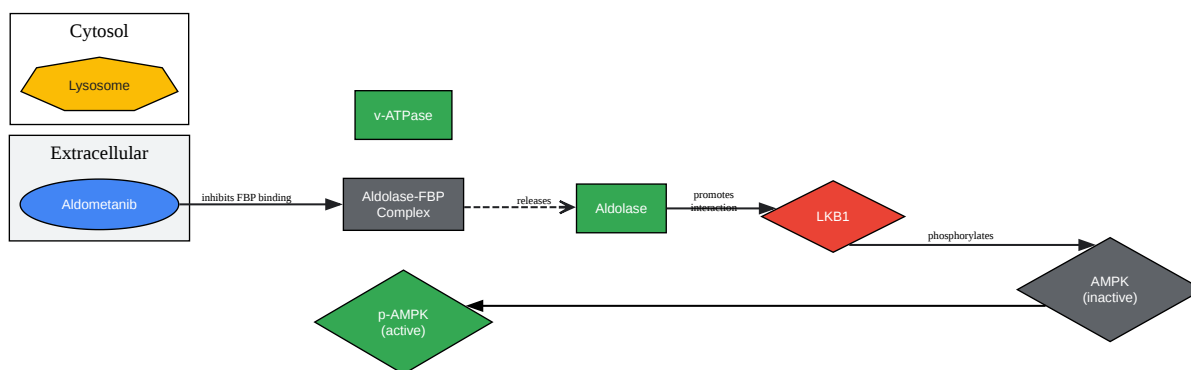 Cytosol
Lysosome
v-ATPase
Extracellular
Aldometanib
inhibits FBP binding
Aldolase-FBP
Complex
releases
Aldolase
promotes
interaction
LKB1
phosphorylates
AMPK
(inactive)
p-AMPK
(active)